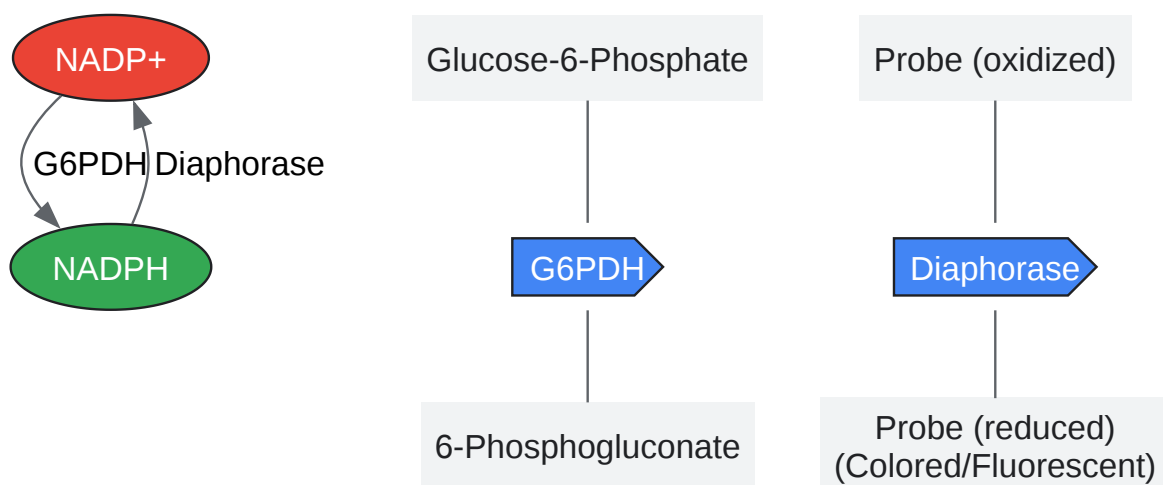 NADP+
G6PDH
Diaphorase
NADPH
Glucose-6-Phosphate
G6PDH
6-Phosphogluconate
Probe (oxidized)
Diaphorase
Probe (reduced)
(Colored/Fluorescent)